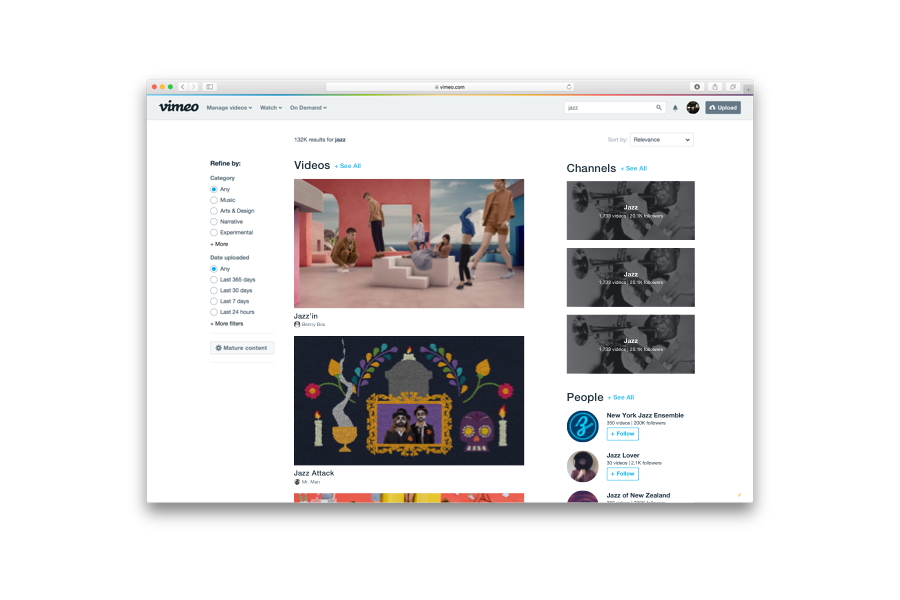 vimeo.com
vimeo
Manage videos
Watch
On Demand
jazz
Upload
132K results for jazz
Sort by:
Relevance
Refine by:
Category
Any
Music
Arts & Design
Narrative
Experimental
+ More
Date uploaded
Any
Last 365 days
Last 30 days
Last 7 days
Last 24 hours
+ More filters
Mature content
Videos + See All
Jazz'in
Benny Box
Jazz Attack
Mr. Man
Channels + See All
Jazz
1,733 videos | 20.1K followers
Jazz
1,733 videos | 20.1K followers
Jazz
1,733 videos | 20.1K followers
People + See All
New York Jazz Ensemble
350 videos | 200K followers
+ Follow
Jazz Lover
30 videos | 2.1K followers
+ Follow
Jazz of New Zealand